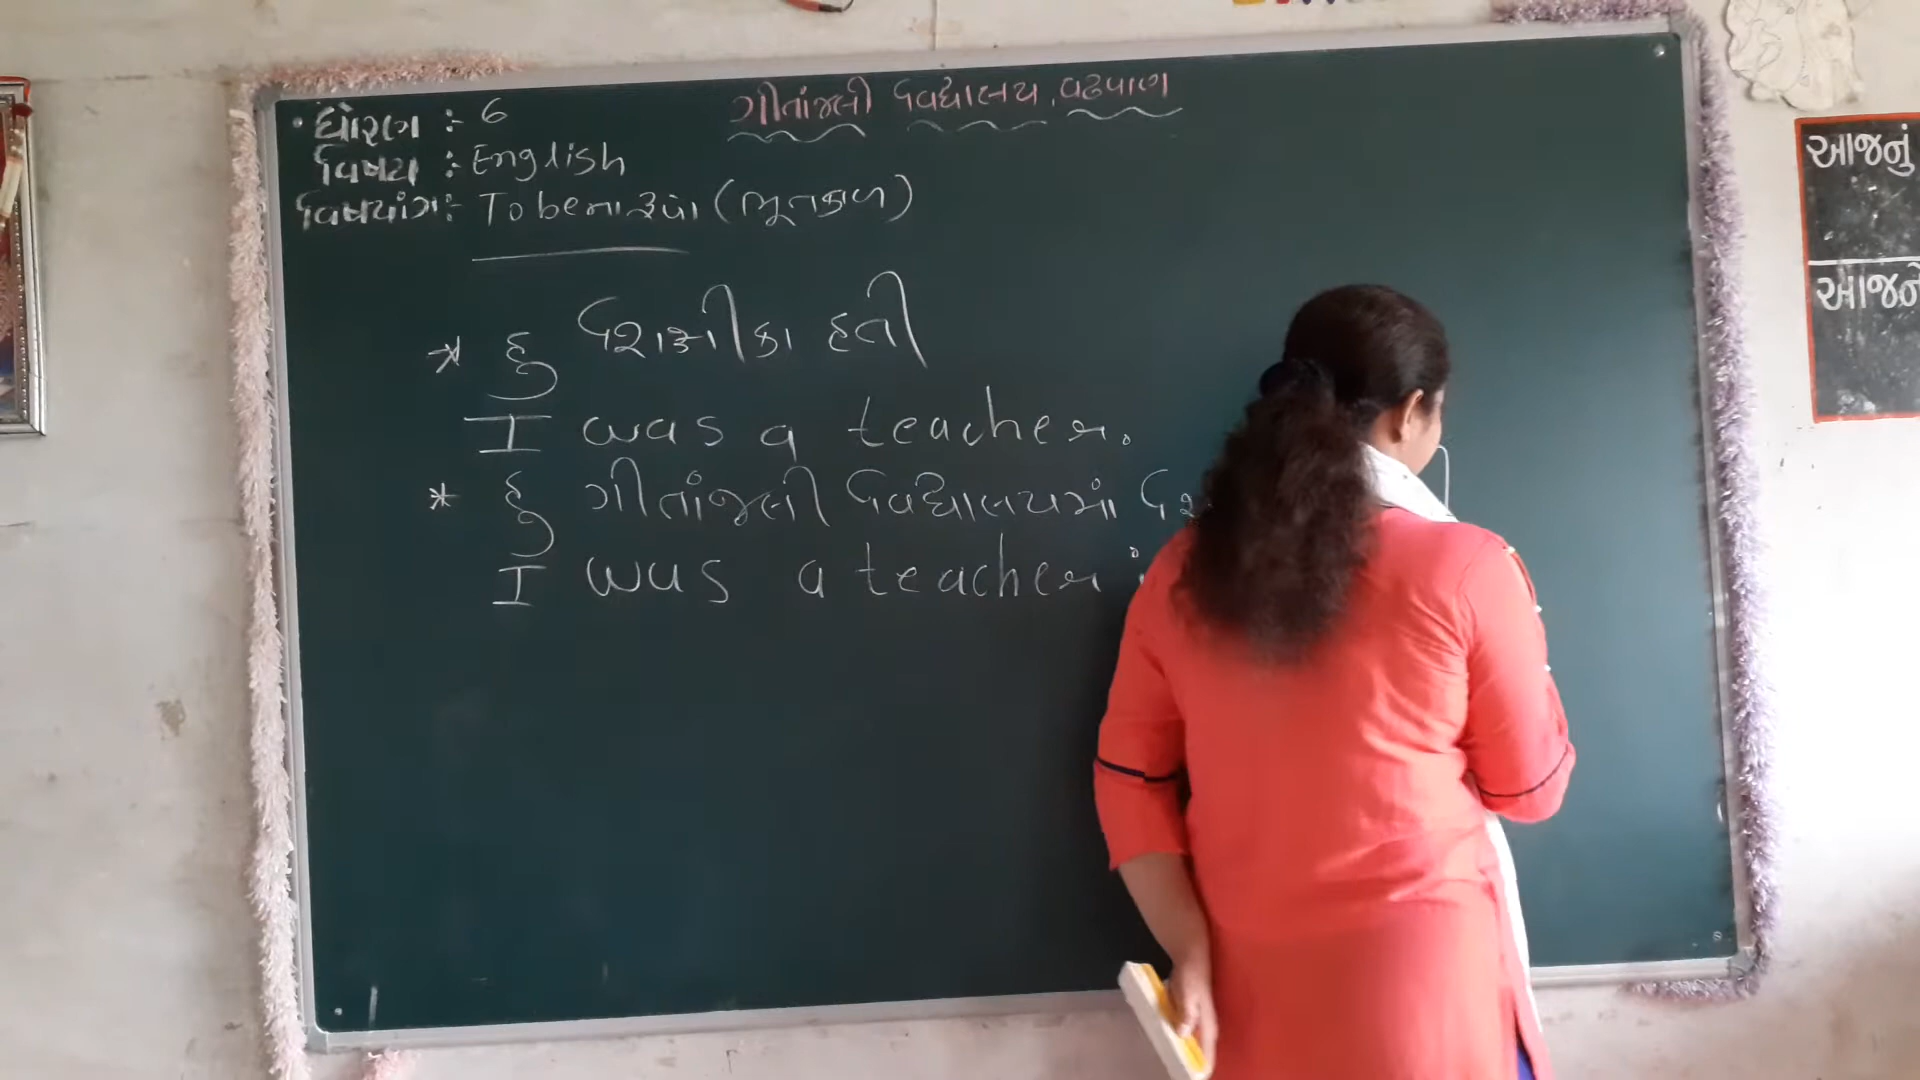 ગીતાંજલી વિદ્યાલય, વઢવાણ
ધોરણ :- 6
વિષય :- English
વિષયાંગ :- To be ના રૂપો (ભૂતકાળ)
* હું શિક્ષીકા હતી
I was a teacher.
* હું ગીતાંજલી વિદ્યાલયમાં
I was a teacher
આજનું
આજનો